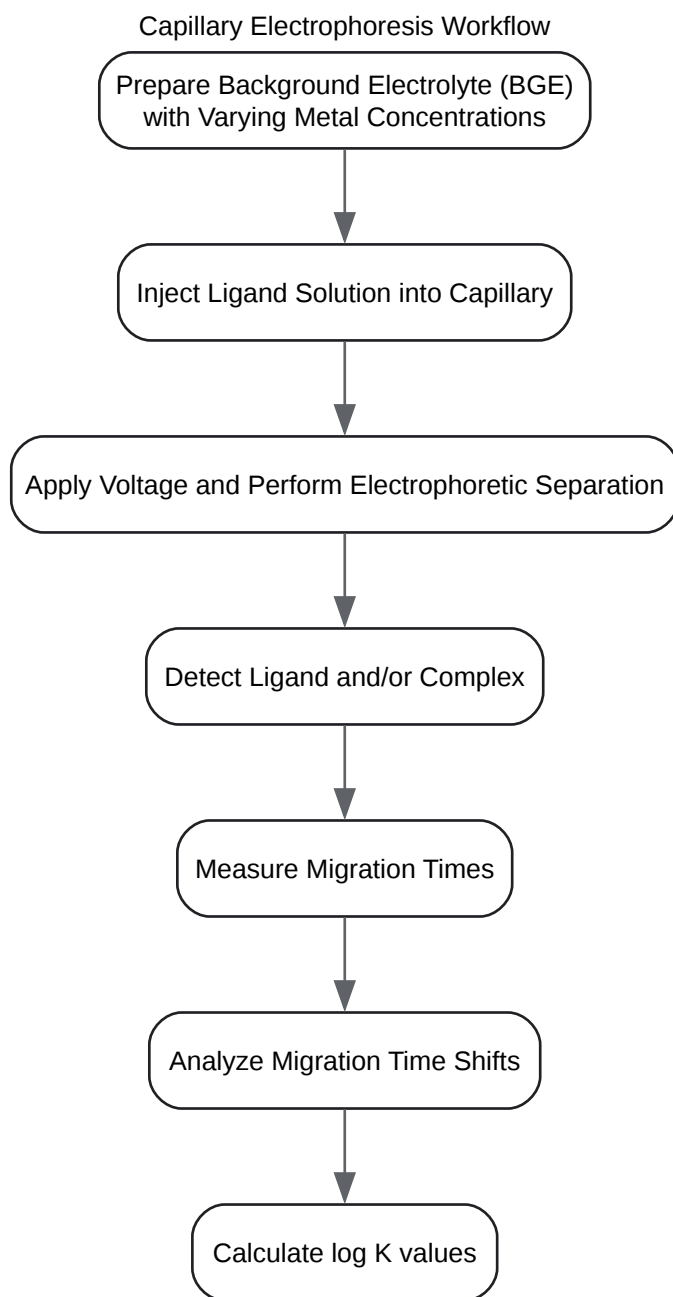 Capillary Electrophoresis Workflow
Prepare Background Electrolyte (BGE)
with Varying Metal Concentrations
Inject Ligand Solution into Capillary
Apply Voltage and Perform Electrophoretic Separation
Detect Ligand and/or Complex
Measure Migration Times
Analyze Migration Time Shifts
Calculate log K values